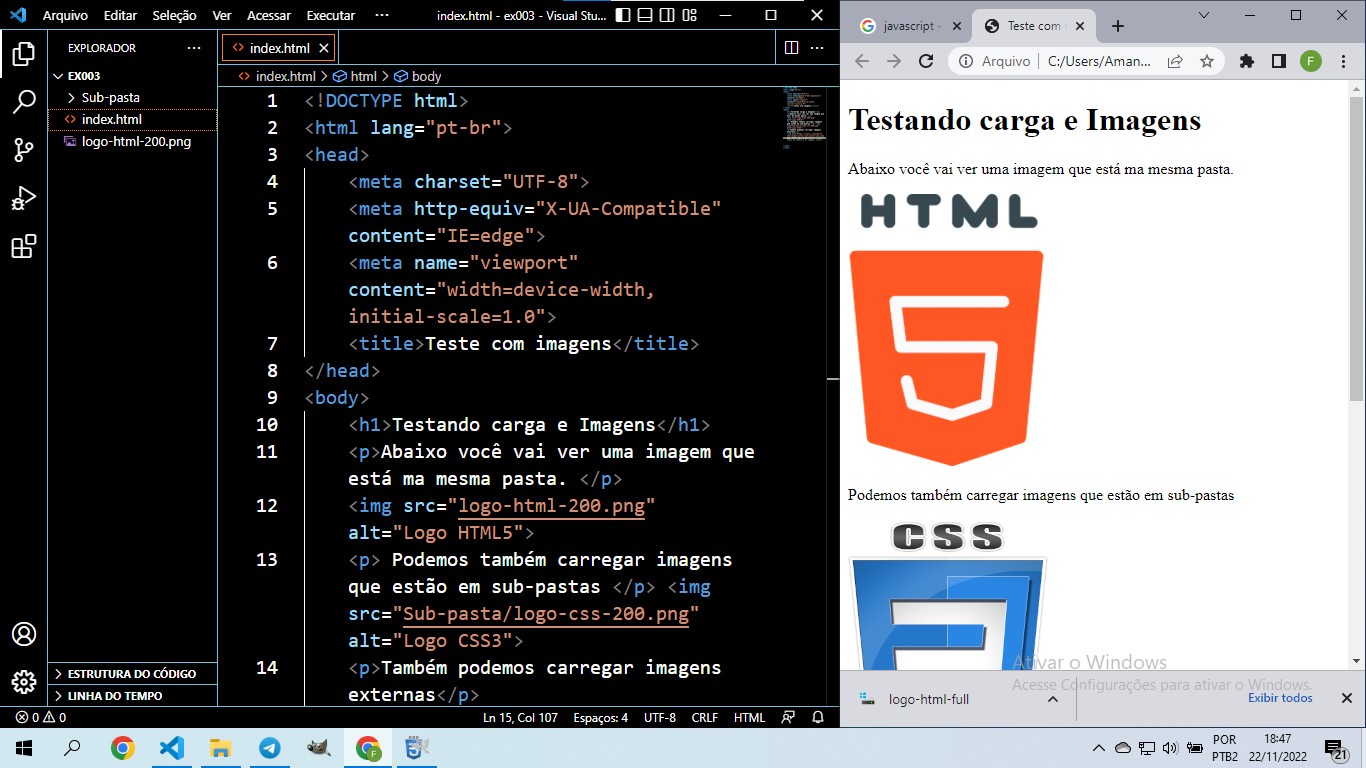 Arquivo Editar Seleção Ver Acessar Executar ··· index.html - ex003 - Visual Stu...
EXPLORADOR ···
EX003
Sub-pasta
index.html
logo-html-200.png
ESTRUTURA DO CÓDIGO
LINHA DO TEMPO
index.html
index.html > html > body
1 <!DOCTYPE html>
2 <html lang="pt-br">
3 <head>
4 <meta charset="UTF-8">
5 <meta http-equiv="X-UA-Compatible"
content="IE=edge">
6 <meta name="viewport"
content="width=device-width,
initial-scale=1.0">
7 <title>Teste com imagens</title>
8 </head>
9 <body>
10 <h1>Testando carga e Imagens</h1>
11 <p>Abaixo você vai ver uma imagem que
está ma mesma pasta. </p>
12 <img src="logo-html-200.png"
alt="Logo HTML5">
13 <p> Podemos também carregar imagens
que estão em sub-pastas </p> <img
src="Sub-pasta/logo-css-200.png"
alt="Logo CSS3">
14 <p>Também podemos carregar imagens
externas</p>
0 0 Ln 15, Col 107 Espaços: 4 UTF-8 CRLF HTML
javascript - Teste com
Arquivo C:/Users/Aman... F
Testando carga e Imagens
Abaixo você vai ver uma imagem que está ma mesma pasta.
HTML
5
Podemos também carregar imagens que estão em sub-pastas
CSS
Ativar o Windows
Acesse Configurações para ativar o Windows.
logo-html-full Exibir todos
F
POR
PTB2
18:47
22/11/2022
21